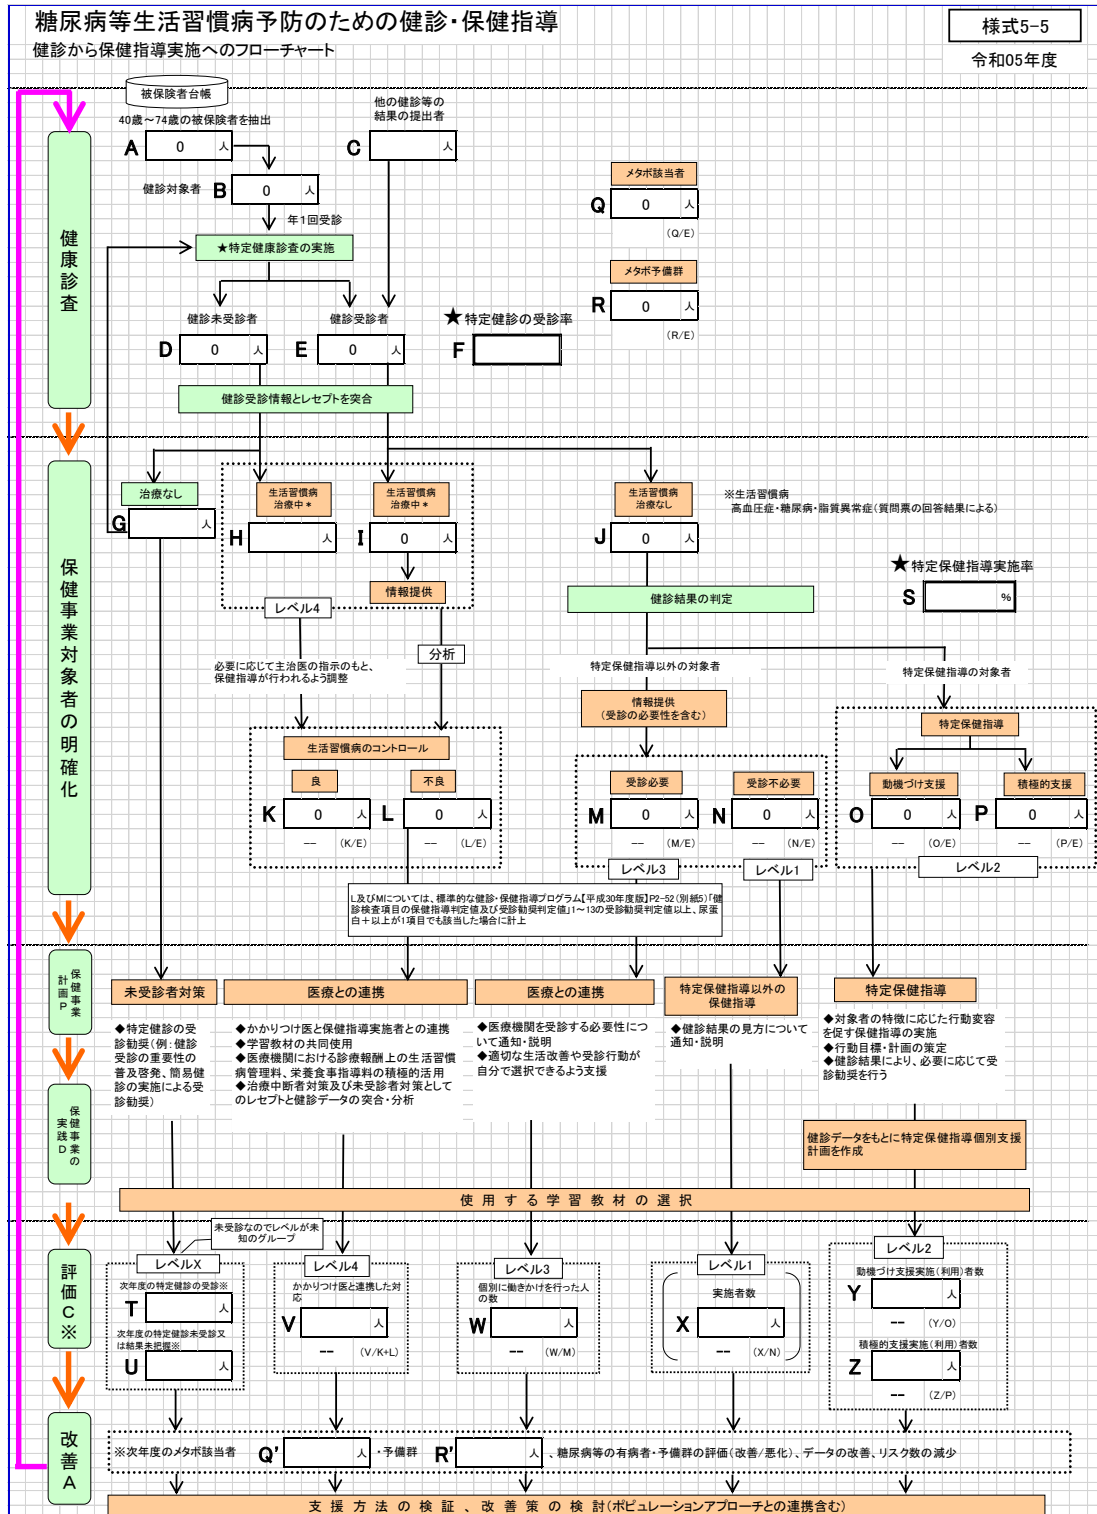 糖尿病等生活習慣病予防のための健診・保健指導
健診から保健指導実施へのフローチャート
様式5-5
令和05年度
被保険者台帳
40歳～74歳の被保険者を抽出
A 0 人
他の健診等の
結果の提出者
C 人
健診対象者 B 0 人
年1回受診
★特定健康診査の実施
メタボ該当者
Q 0 人
(Q/E)
メタボ予備群
R 0 人
(R/E)
健診未受診者
D 0 人
健診受診者
E 0 人
★特定健診の受診率
F
健診受診情報とレセプトを突合
健康診査
治療なし
G 人
生活習慣病
治療中*
H 人
生活習慣病
治療中*
I 0 人
情報提供
レベル4
生活習慣病
治療なし
J 0 人
※生活習慣病
高血圧症・糖尿病・脂質異常症(質問票の回答結果による)
★特定保健指導実施率
S %
健診結果の判定
分析
必要に応じて主治医の指示のもと、
保健指導が行われるよう調整
特定保健指導以外の対象者
特定保健指導の対象者
情報提供
(受診の必要性を含む)
特定保健指導
生活習慣病のコントロール
良
K 0 人
-- (K/E)
不良
L 0 人
-- (L/E)
受診必要
M 0 人
-- (M/E)
レベル3
受診不必要
N 0 人
-- (N/E)
レベル1
動機づけ支援
O 0 人
-- (O/E)
積極的支援
P 0 人
-- (P/E)
レベル2
L及びMについては、標準的な健診・保健指導プログラム【平成30年度版】P2-52(別紙5)「健
診検査項目の保健指導判定値及び受診勧奨判定値」1～13の受診勧奨判定値以上、尿蛋
白＋以上が1項目でも該当した場合に計上
保健事業対象者の明確化
保健事業
計画P
未受診者対策
◆特定健診の受
診勧奨(例:健診
受診の重要性の
普及啓発、簡易健
診の実施による受
診勧奨)
医療との連携
◆かかりつけ医と保健指導実施者との連携
◆学習教材の共同使用
◆医療機関における診療報酬上の生活習慣
病管理料、栄養食事指導料の積極的活用
◆治療中断者対策及び未受診者対策として
のレセプトと健診データの突合・分析
医療との連携
◆医療機関を受診する必要性につ
いて通知・説明
◆適切な生活改善や受診行動が
自分で選択できるよう支援
特定保健指導以外の
保健指導
◆健診結果の見方について
通知・説明
特定保健指導
◆対象者の特徴に応じた行動変容
を促す保健指導の実施
◆行動目標・計画の策定
◆健診結果により、必要に応じて受
診勧奨を行う
保健事業の
実践D
健診データをもとに特定保健指導個別支援
計画を作成
使用する学習教材の選択
未受診なのでレベルが未
知のグループ
評価C※
レベルX
次年度の特定健診の受診※
T 人
次年度の特定健診未受診又
は結果未把握※
U 人
レベル4
かかりつけ医と連携した対
応
V 人
-- (V/K+L)
レベル3
個別に働きかけを行った人
の数
W 人
-- (W/M)
レベル1
実施者数
X 人
-- (X/N)
レベル2
動機づけ支援実施(利用)者数
Y 人
-- (Y/O)
積極的支援実施(利用)者数
Z 人
-- (Z/P)
改善A
※次年度のメタボ該当者 Q' 人 ・予備群 R' 人 、糖尿病等の有病者・予備群の評価(改善/悪化)、データの改善、リスク数の減少
支援方法の検証、改善策の検討(ポピュレーションアプローチとの連携含む)